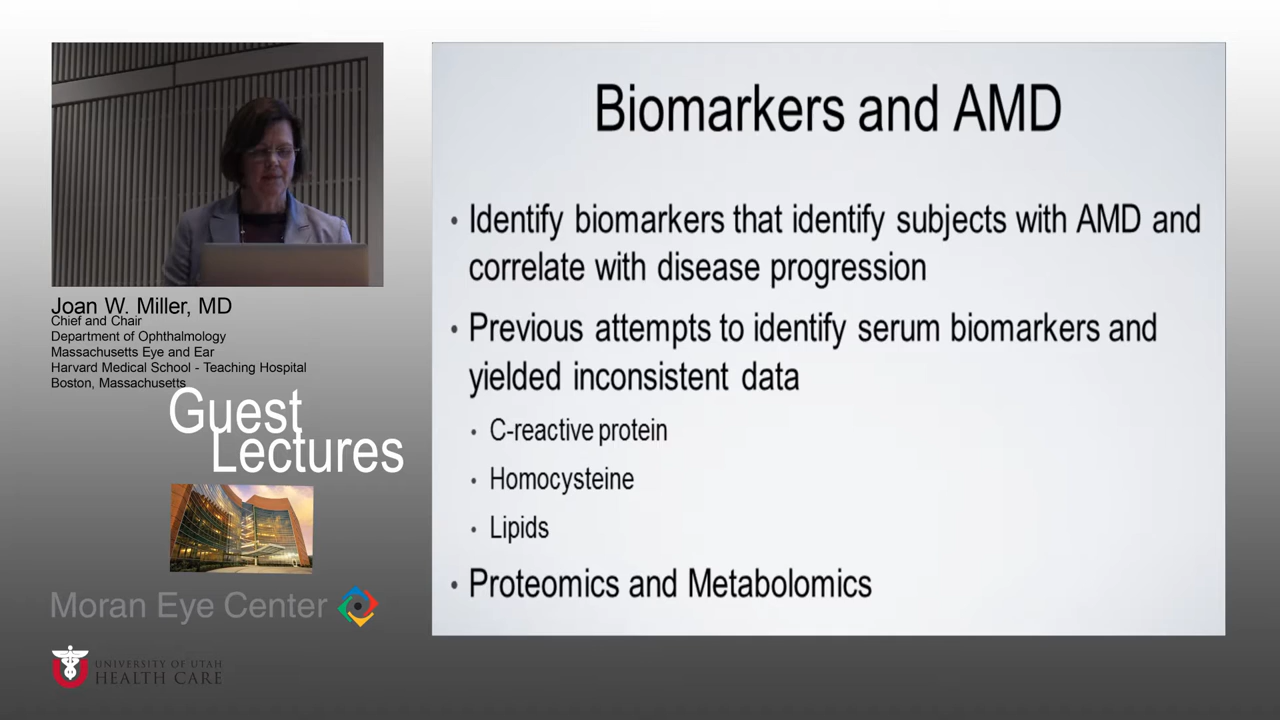 Joan W. Miller, MD
Chief and Chair
Department of Ophthalmology
Massachusetts Eye and Ear
Harvard Medical School - Teaching Hospital
Boston, Massachusetts
Guest
Lectures
Moran Eye Center
UNIVERSITY OF UTAH
HEALTH CARE
Biomarkers and AMD
• Identify biomarkers that identify subjects with AMD and
correlate with disease progression
• Previous attempts to identify serum biomarkers and
yielded inconsistent data
• C-reactive protein
• Homocysteine
• Lipids
• Proteomics and Metabolomics